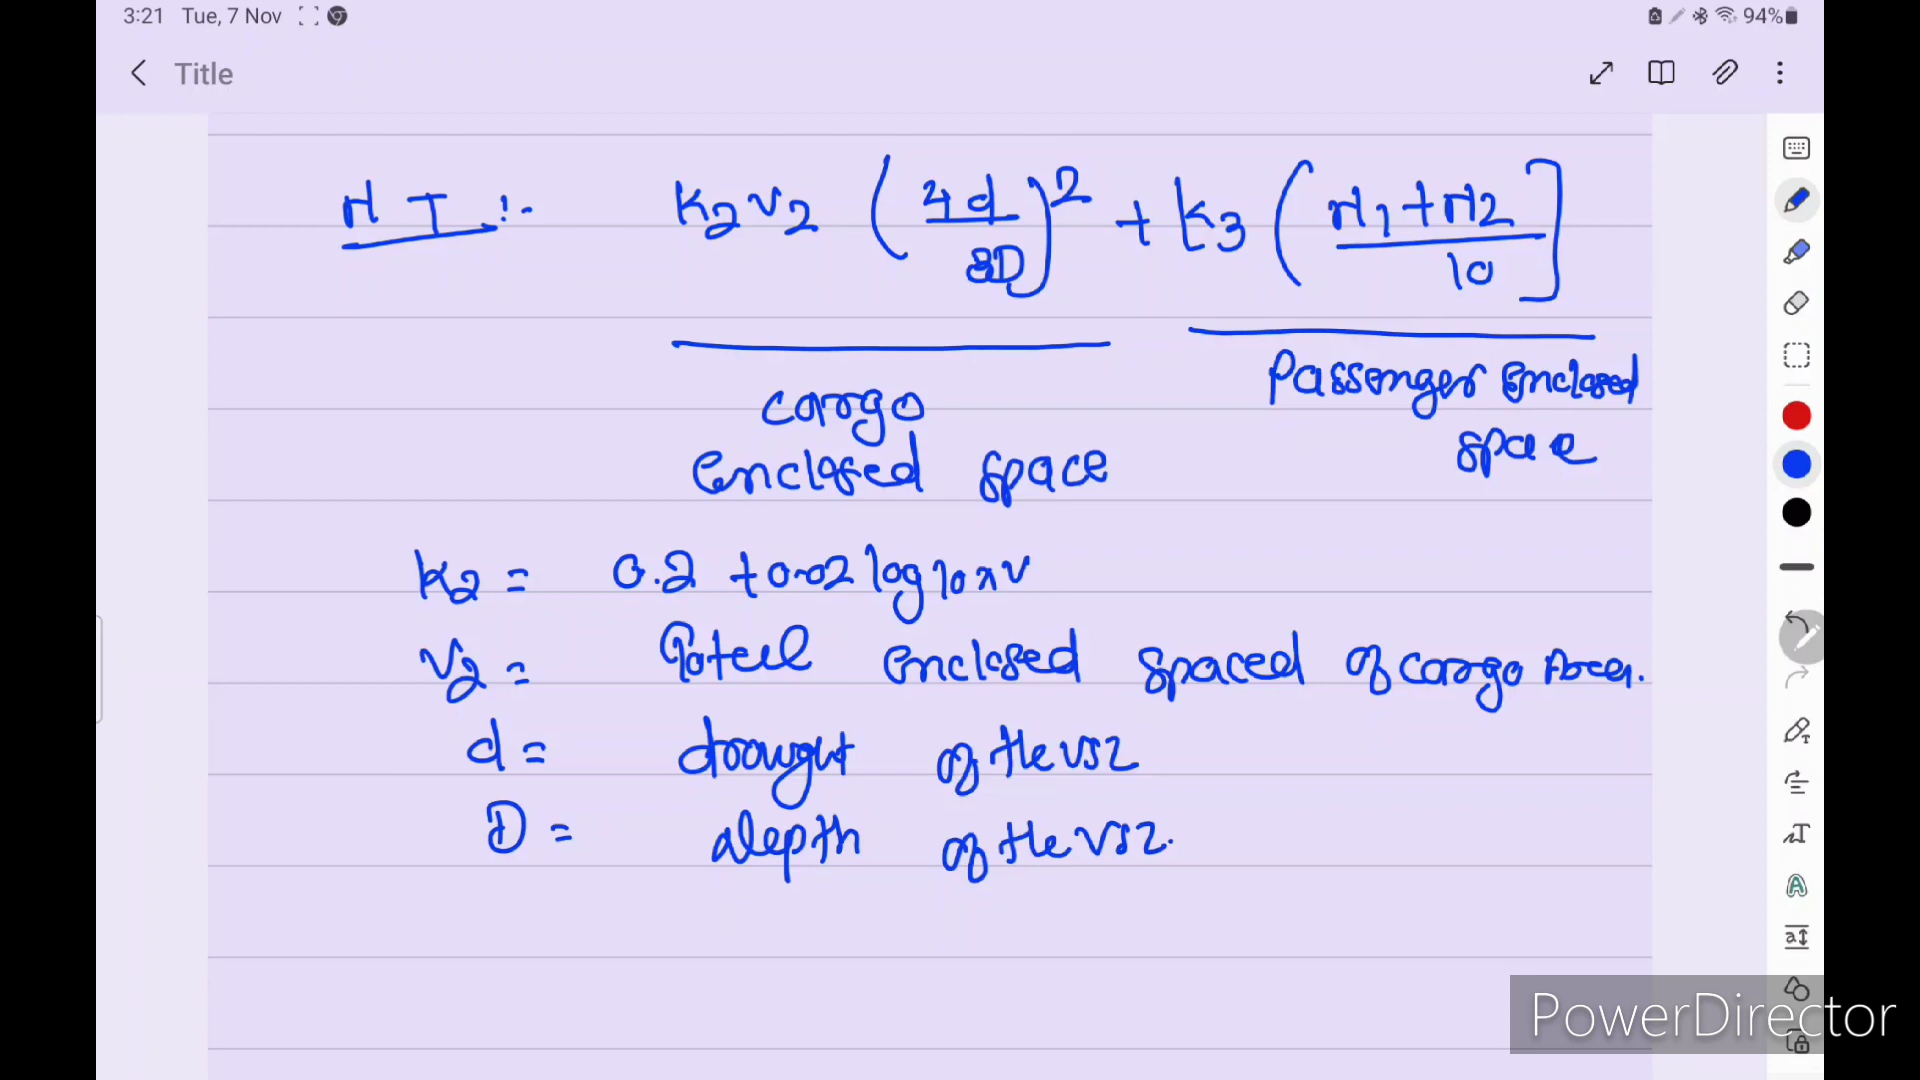 3:21 Tue, 7 Nov
94%
Title
N T :- K2 V2 (4d/3D)^2 + K3 (N1+N2/10]
cargo
enclosed space
Passenger Enclosed
space
K2 = 0.2 + 0.02 log10 x V
V2 = Total enclosed spaced of cargo Area.
d = draught of the vsl
D = depth of the vsl.
PowerDirector